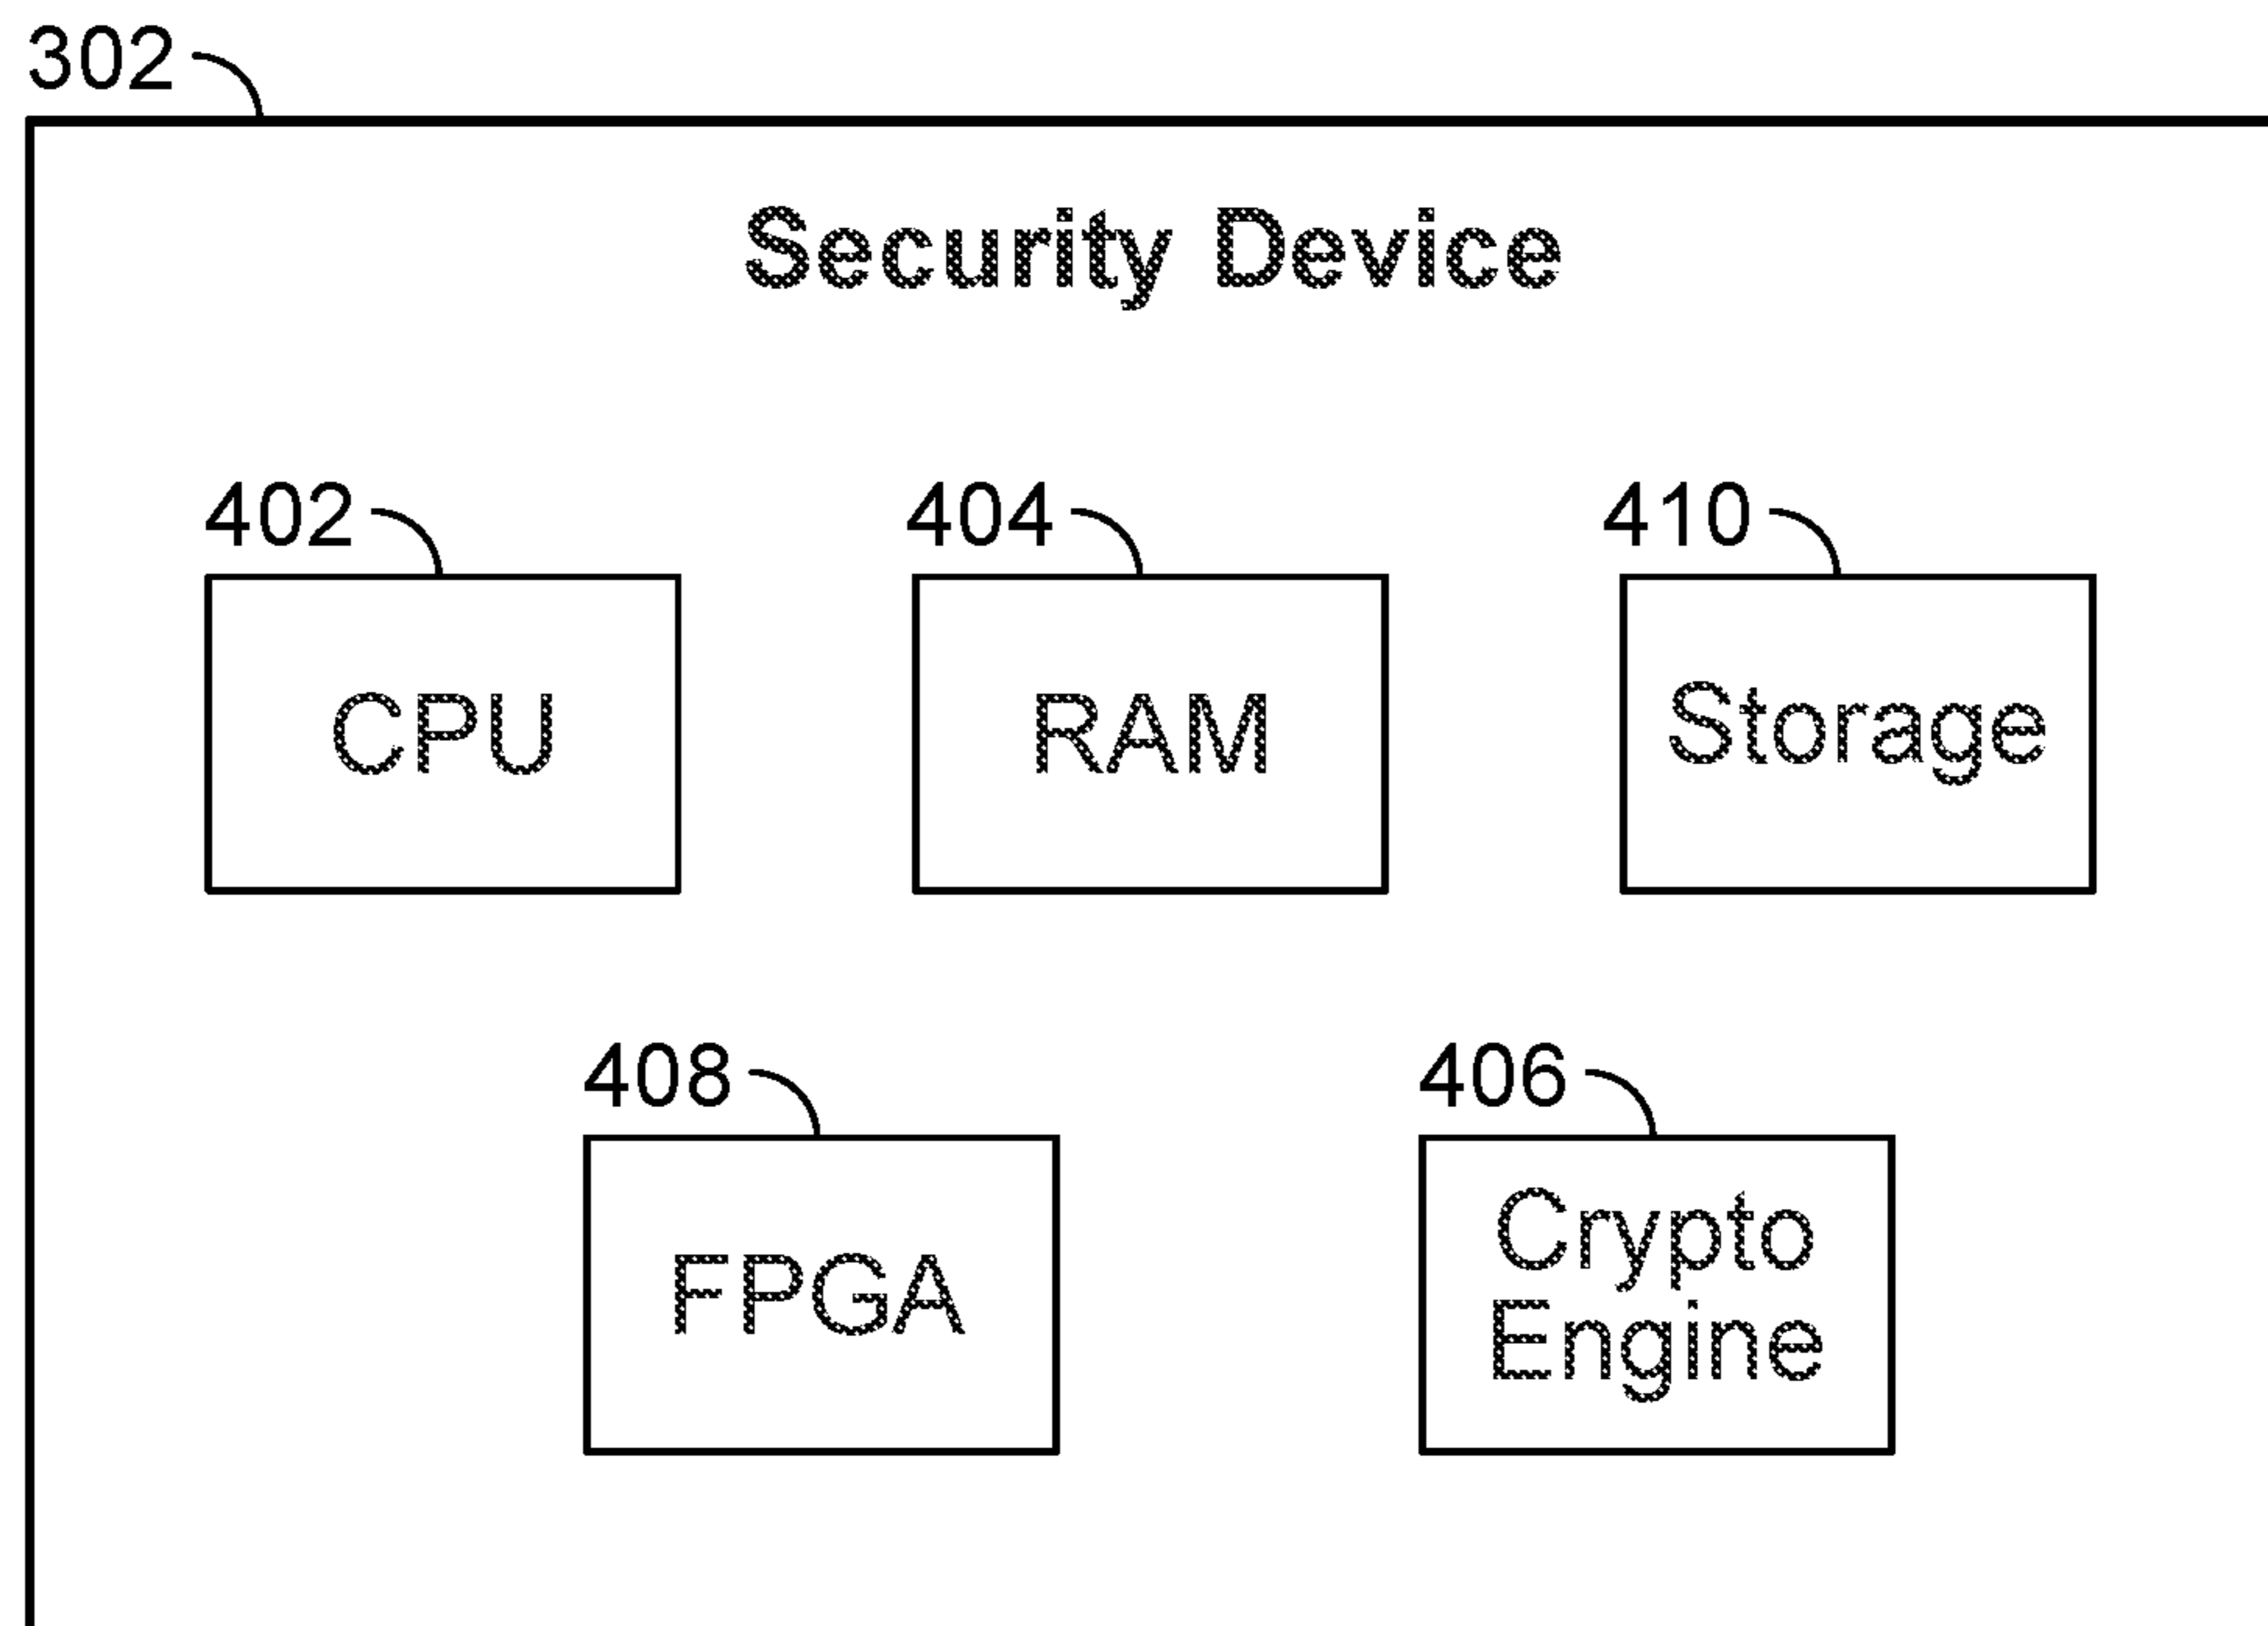 302
Security Device
402
404
410
CPU
RAM
Storage
408
406
FPGA
Crypto
Engine